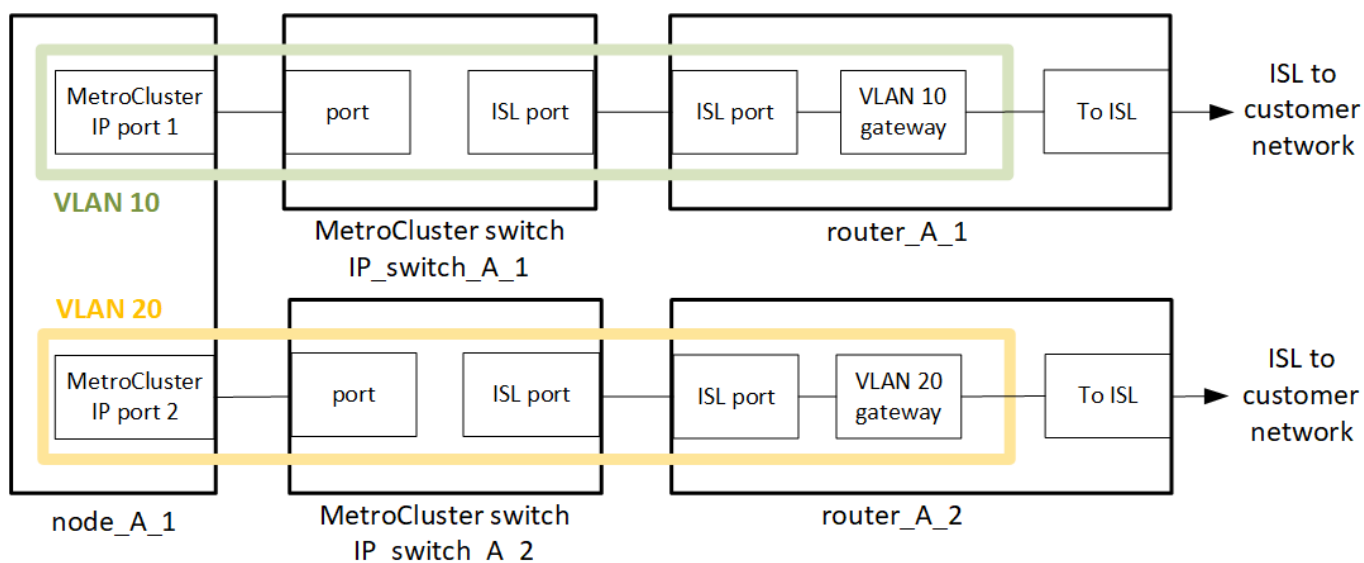 MetroCluster
IP port 1
port
ISL port
ISL port
VLAN 10
gateway
To ISL
ISL to
customer
network
VLAN 10
MetroCluster switch
IP_switch_A_1
router_A_1
VLAN 20
MetroCluster
IP port 2
port
ISL port
ISL port
VLAN 20
gateway
To ISL
ISL to
customer
network
node_A_1
MetroCluster switch
IP_switch_A_2
router_A_2